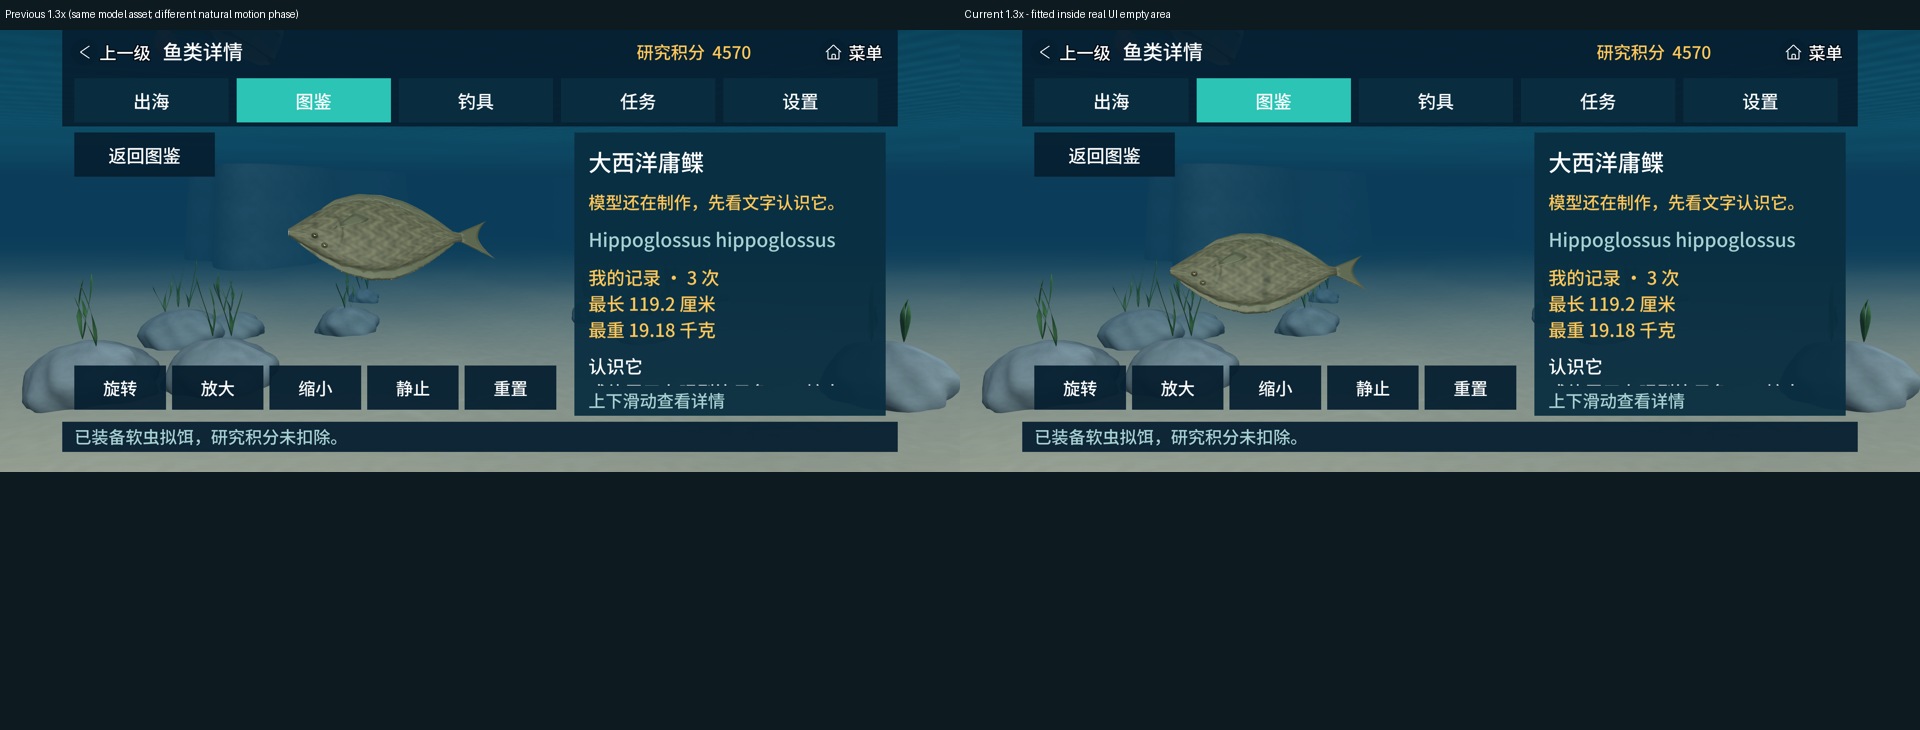 Previous 1.3x (same model asset; different natural motion phase)
上一级 鱼类详情 研究积分 4570 菜单
出海 图鉴 钓具 任务 设置
返回图鉴
大西洋庸鲽
模型还在制作，先看文字认识它。
Hippoglossus hippoglossus
我的记录 · 3 次
最长 119.2 厘米
最重 19.18 千克
认识它
上下滑动查看详情
旋转 放大 缩小 静止 重置
已装备软虫拟饵，研究积分未扣除。
Current 1.3x - fitted inside real UI empty area
上一级 鱼类详情 研究积分 4570 菜单
出海 图鉴 钓具 任务 设置
返回图鉴
大西洋庸鲽
模型还在制作，先看文字认识它。
Hippoglossus hippoglossus
我的记录 · 3 次
最长 119.2 厘米
最重 19.18 千克
认识它
上下滑动查看详情
旋转 放大 缩小 静止 重置
已装备软虫拟饵，研究积分未扣除。